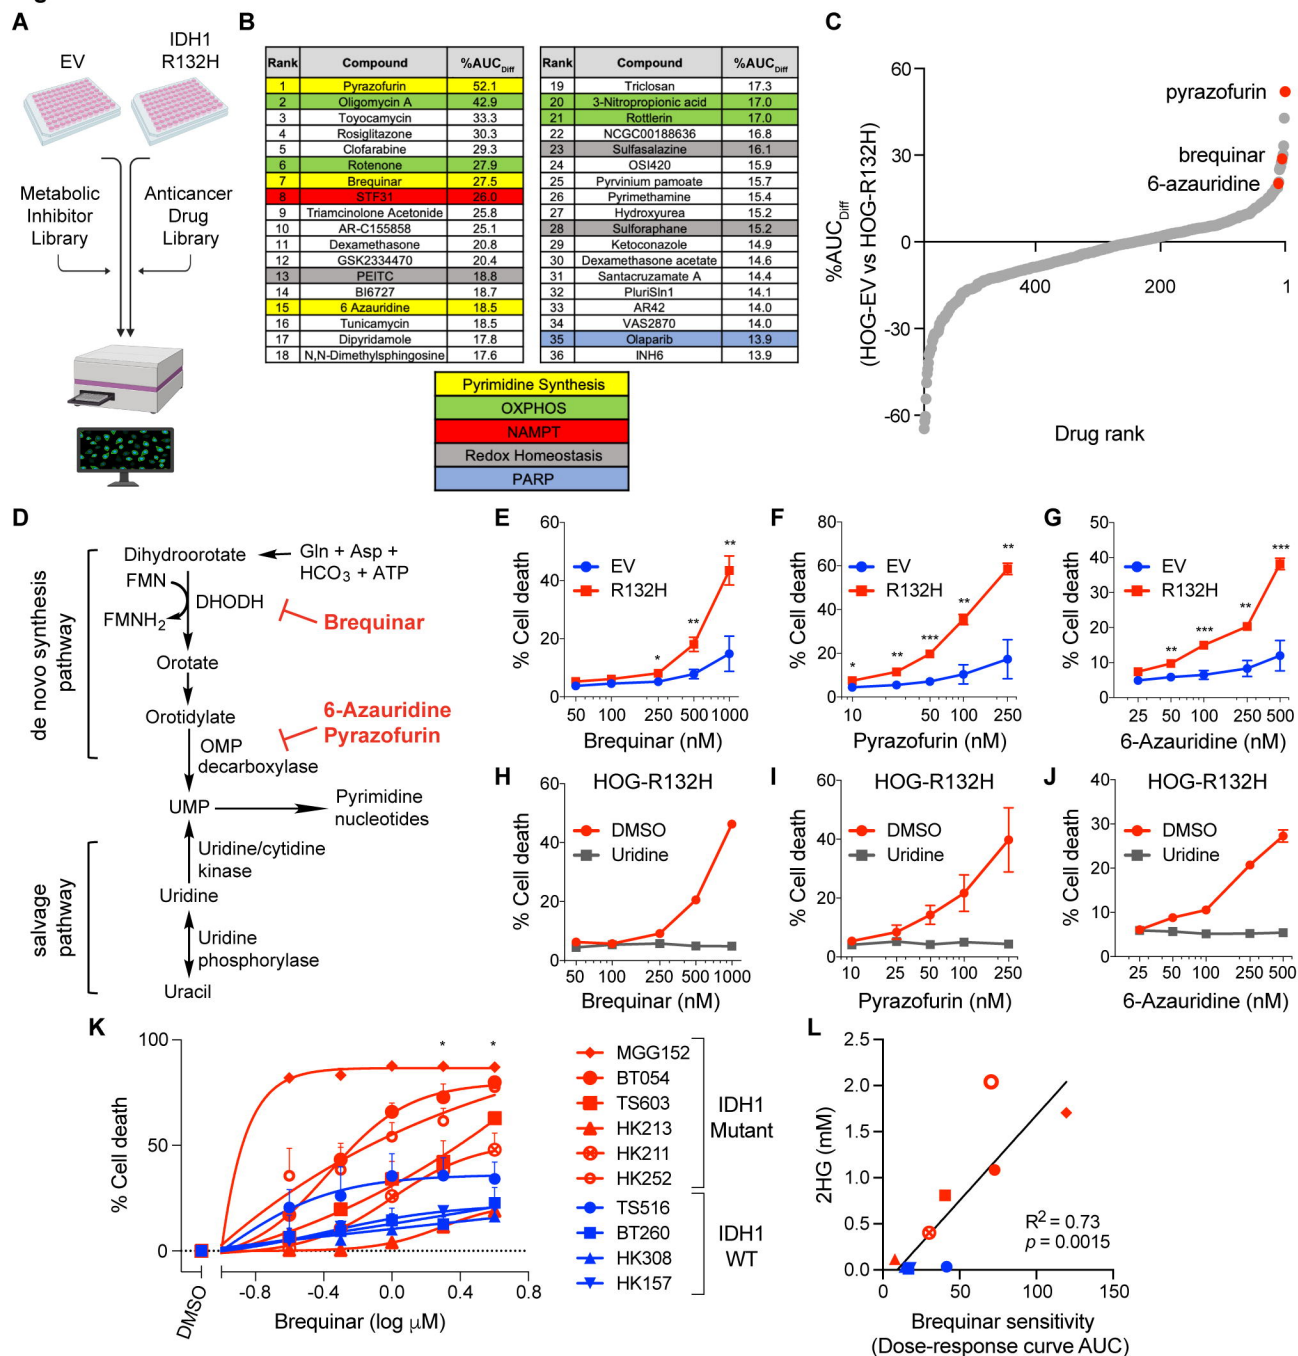 A
EV
IDH1
R132H
Metabolic
Inhibitor
Library
Anticancer
Drug
Library
B
Rank Compound %AUCDiff
1 Pyrazofurin 52.1
2 Oligomycin A 42.9
3 Toyocamycin 33.3
4 Rosiglitazone 30.3
5 Clofarabine 29.3
6 Rotenone 27.9
7 Brequinar 27.5
8 STF31 26.0
9 Triamcinolone Acetonide 25.8
10 AR-C155858 25.1
11 Dexamethasone 20.8
12 GSK2334470 20.4
13 PEITC 18.8
14 BI6727 18.7
15 6 Azauridine 18.5
16 Tunicamycin 18.5
17 Dipyridamole 17.8
18 N,N-Dimethylsphingosine 17.6
Rank Compound %AUCDiff
19 Triclosan 17.3
20 3-Nitropropionic acid 17.0
21 Rottlerin 17.0
22 NCGC00188636 16.8
23 Sulfasalazine 16.1
24 OSI420 15.9
25 Pyrvinium pamoate 15.7
26 Pyrimethamine 15.4
27 Hydroxyurea 15.2
28 Sulforaphane 15.2
29 Ketoconazole 14.9
30 Dexamethasone acetate 14.6
31 Santacruzamate A 14.4
32 PluriSIn1 14.1
33 AR42 14.0
34 VAS2870 14.0
35 Olaparib 13.9
36 INH6 13.9
Pyrimidine Synthesis
OXPHOS
NAMPT
Redox Homeostasis
PARP
C
%AUCDiff
(HOG-EV vs HOG-R132H)
60
30
0
-30
-60
pyrazofurin
brequinar
6-azauridine
400 200 1
Drug rank
D
de novo synthesis
pathway
salvage
pathway
Dihydroorotate
Gln + Asp +
HCO3 + ATP
FMN
DHODH
FMNH2
Brequinar
Orotate
Orotidylate
6-Azauridine
Pyrazofurin
OMP
decarboxylase
UMP
Pyrimidine
nucleotides
Uridine/cytidine
kinase
Uridine
Uridine
phosphorylase
Uracil
E
% Cell death
60
40
20
0
EV
R132H
* ** **
50 100 250 500 1000
Brequinar (nM)
F
% Cell death
80
60
40
20
0
EV
R132H
* ** *** ** **
10 25 50 100 250
Pyrazofurin (nM)
G
% Cell death
50
40
30
20
10
0
EV
R132H
** *** ** ***
25 50 100 250 500
6-Azauridine (nM)
H
HOG-R132H
% Cell death
60
40
20
0
DMSO
Uridine
50 100 250 500 1000
Brequinar (nM)
I
HOG-R132H
% Cell death
60
40
20
0
DMSO
Uridine
10 25 50 100 250
Pyrazofurin (nM)
J
HOG-R132H
% Cell death
40
30
20
10
0
DMSO
Uridine
25 50 100 250 500
6-Azauridine (nM)
K
% Cell death
100
50
0
* *
DMSO
-0.8 -0.4 0.0 0.4 0.8
Brequinar (log μM)
MGG152
BT054
TS603
HK213
HK211
HK252
IDH1
Mutant
TS516
BT260
HK308
HK157
IDH1
WT
L
2HG (mM)
2.5
2.0
1.5
1.0
0.5
0.0
R2 = 0.73
p = 0.0015
0 50 100 150
Brequinar sensitivity
(Dose-response curve AUC)